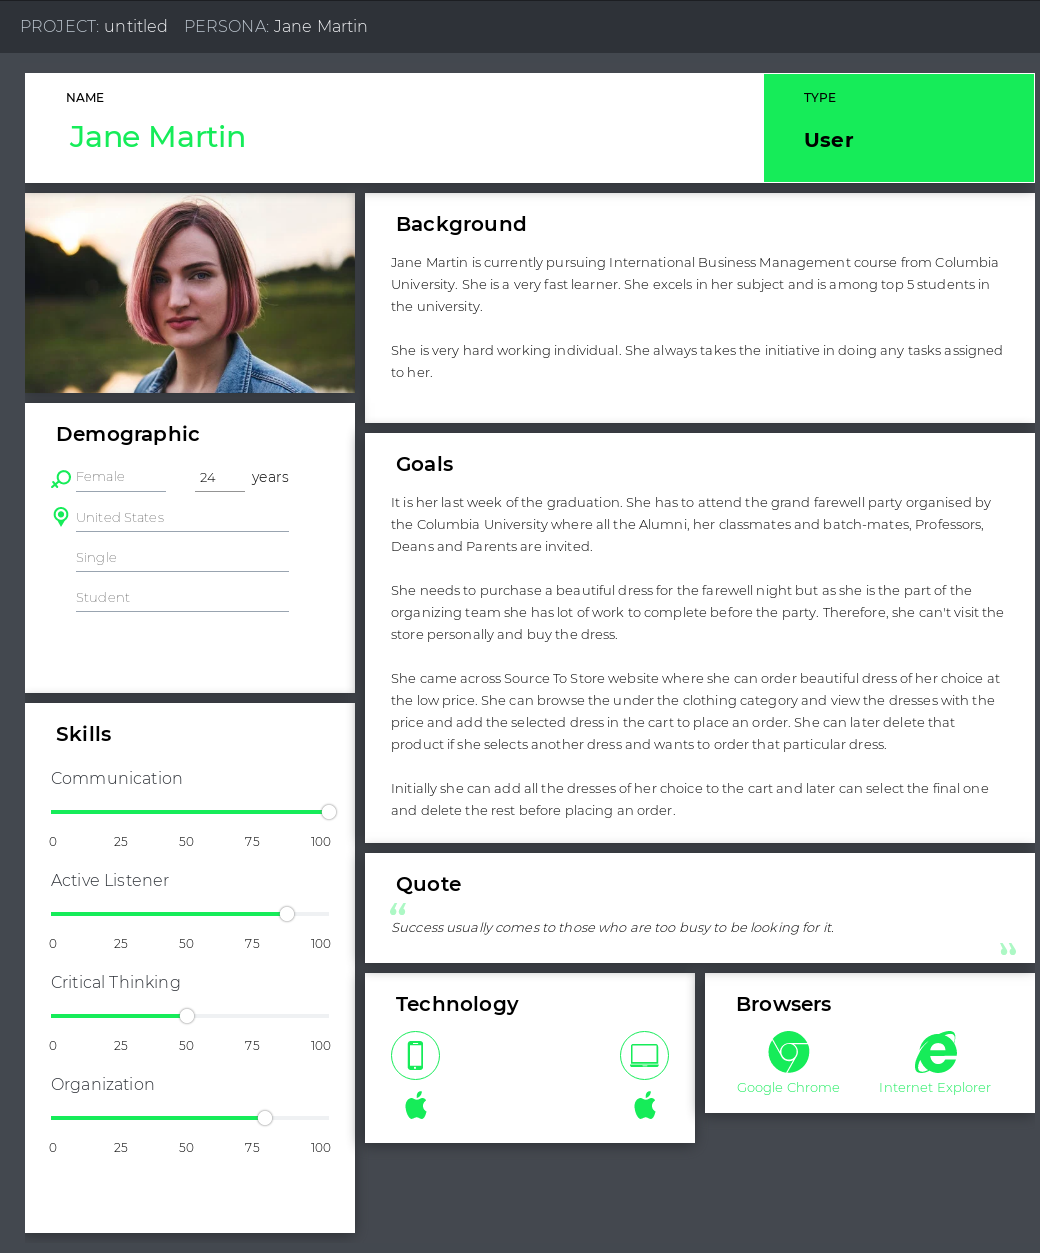 PROJECT: untitled PERSONA: Jane Martin
NAME
Jane Martin
TYPE
User
Background
Jane Martin is currently pursuing International Business Management course from Columbia
University. She is a very fast learner. She excels in her subject and is among top 5 students in
the university.
She is very hard working individual. She always takes the initiative in doing any tasks assigned
to her.
Demographic
Female 24 years
United States
Single
Student
Goals
It is her last week of the graduation. She has to attend the grand farewell party organised by
the Columbia University where all the Alumni, her classmates and batch-mates, Professors,
Deans and Parents are invited.
She needs to purchase a beautiful dress for the farewell night but as she is the part of the
organizing team she has lot of work to complete before the party. Therefore, she can't visit the
store personally and buy the dress.
She came across Source To Store website where she can order beautiful dress of her choice at
the low price. She can browse the under the clothing category and view the dresses with the
price and add the selected dress in the cart to place an order. She can later delete that
product if she selects another dress and wants to order that particular dress.
Initially she can add all the dresses of her choice to the cart and later can select the final one
and delete the rest before placing an order.
Skills
Communication
0 25 50 75 100
Active Listener
0 25 50 75 100
Critical Thinking
0 25 50 75 100
Organization
0 25 50 75 100
Quote
“
Success usually comes to those who are too busy to be looking for it.
”
Technology
Browsers
Google Chrome Internet Explorer